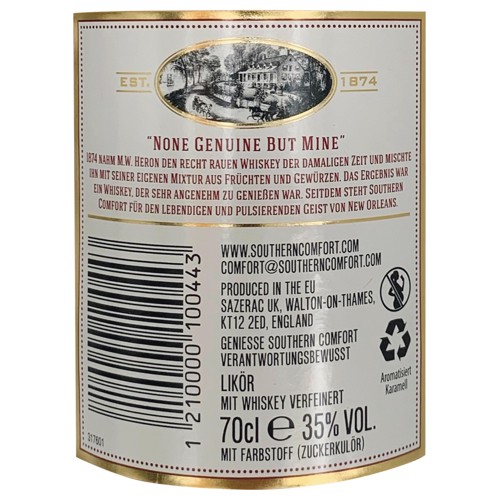 EST.
1874
"NONE GENUINE BUT MINE"
1874 NAHM M.W. HERON DEN RECHT RAUEN WHISKEY DER DAMALIGEN ZEIT UND MISCHTE
IHN MIT SEINER EIGENEN MIXTUR AUS FRÜCHTEN UND GEWÜRZEN. DAS ERGEBNIS WAR
EIN WHISKEY, DER SEHR ANGENEHM ZU GENIEẞEN WAR. SEITDEM STEHT SOUTHERN
COMFORT FÜR DEN LEBENDIGEN UND PULSIERENDEN GEIST VON NEW ORLEANS.
WWW.SOUTHERNCOMFORT.COM
COMFORT@SOUTHERNCOMFORT.COM
PRODUCED IN THE EU
SAZERAC UK, WALTON-ON-THAMES,
KT12 2ED, ENGLAND
GENIESSE SOUTHERN COMFORT
VERANTWORTUNGSBEWUSST
LIKÖR
MIT WHISKEY VERFEINERT
70cl e 35% VOL.
MIT FARBSTOFF (ZUCKERKULÖR)
Aromatisiert
Karamell
1 210000 100443
317601